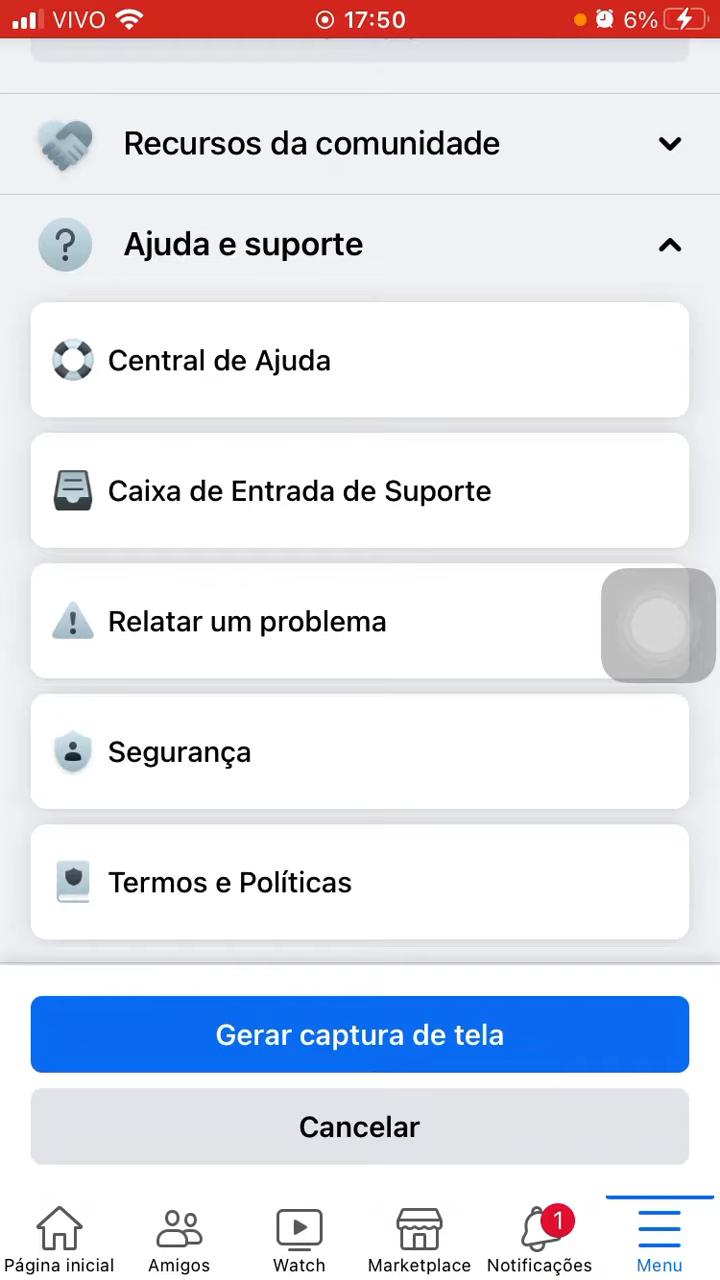 VIVO 17:50 6%
Recursos da comunidade
Ajuda e suporte
Central de Ajuda
Caixa de Entrada de Suporte
Relatar um problema
Segurança
Termos e Políticas
Gerar captura de tela
Cancelar
1
Página inicial Amigos Watch Marketplace Notificações Menu